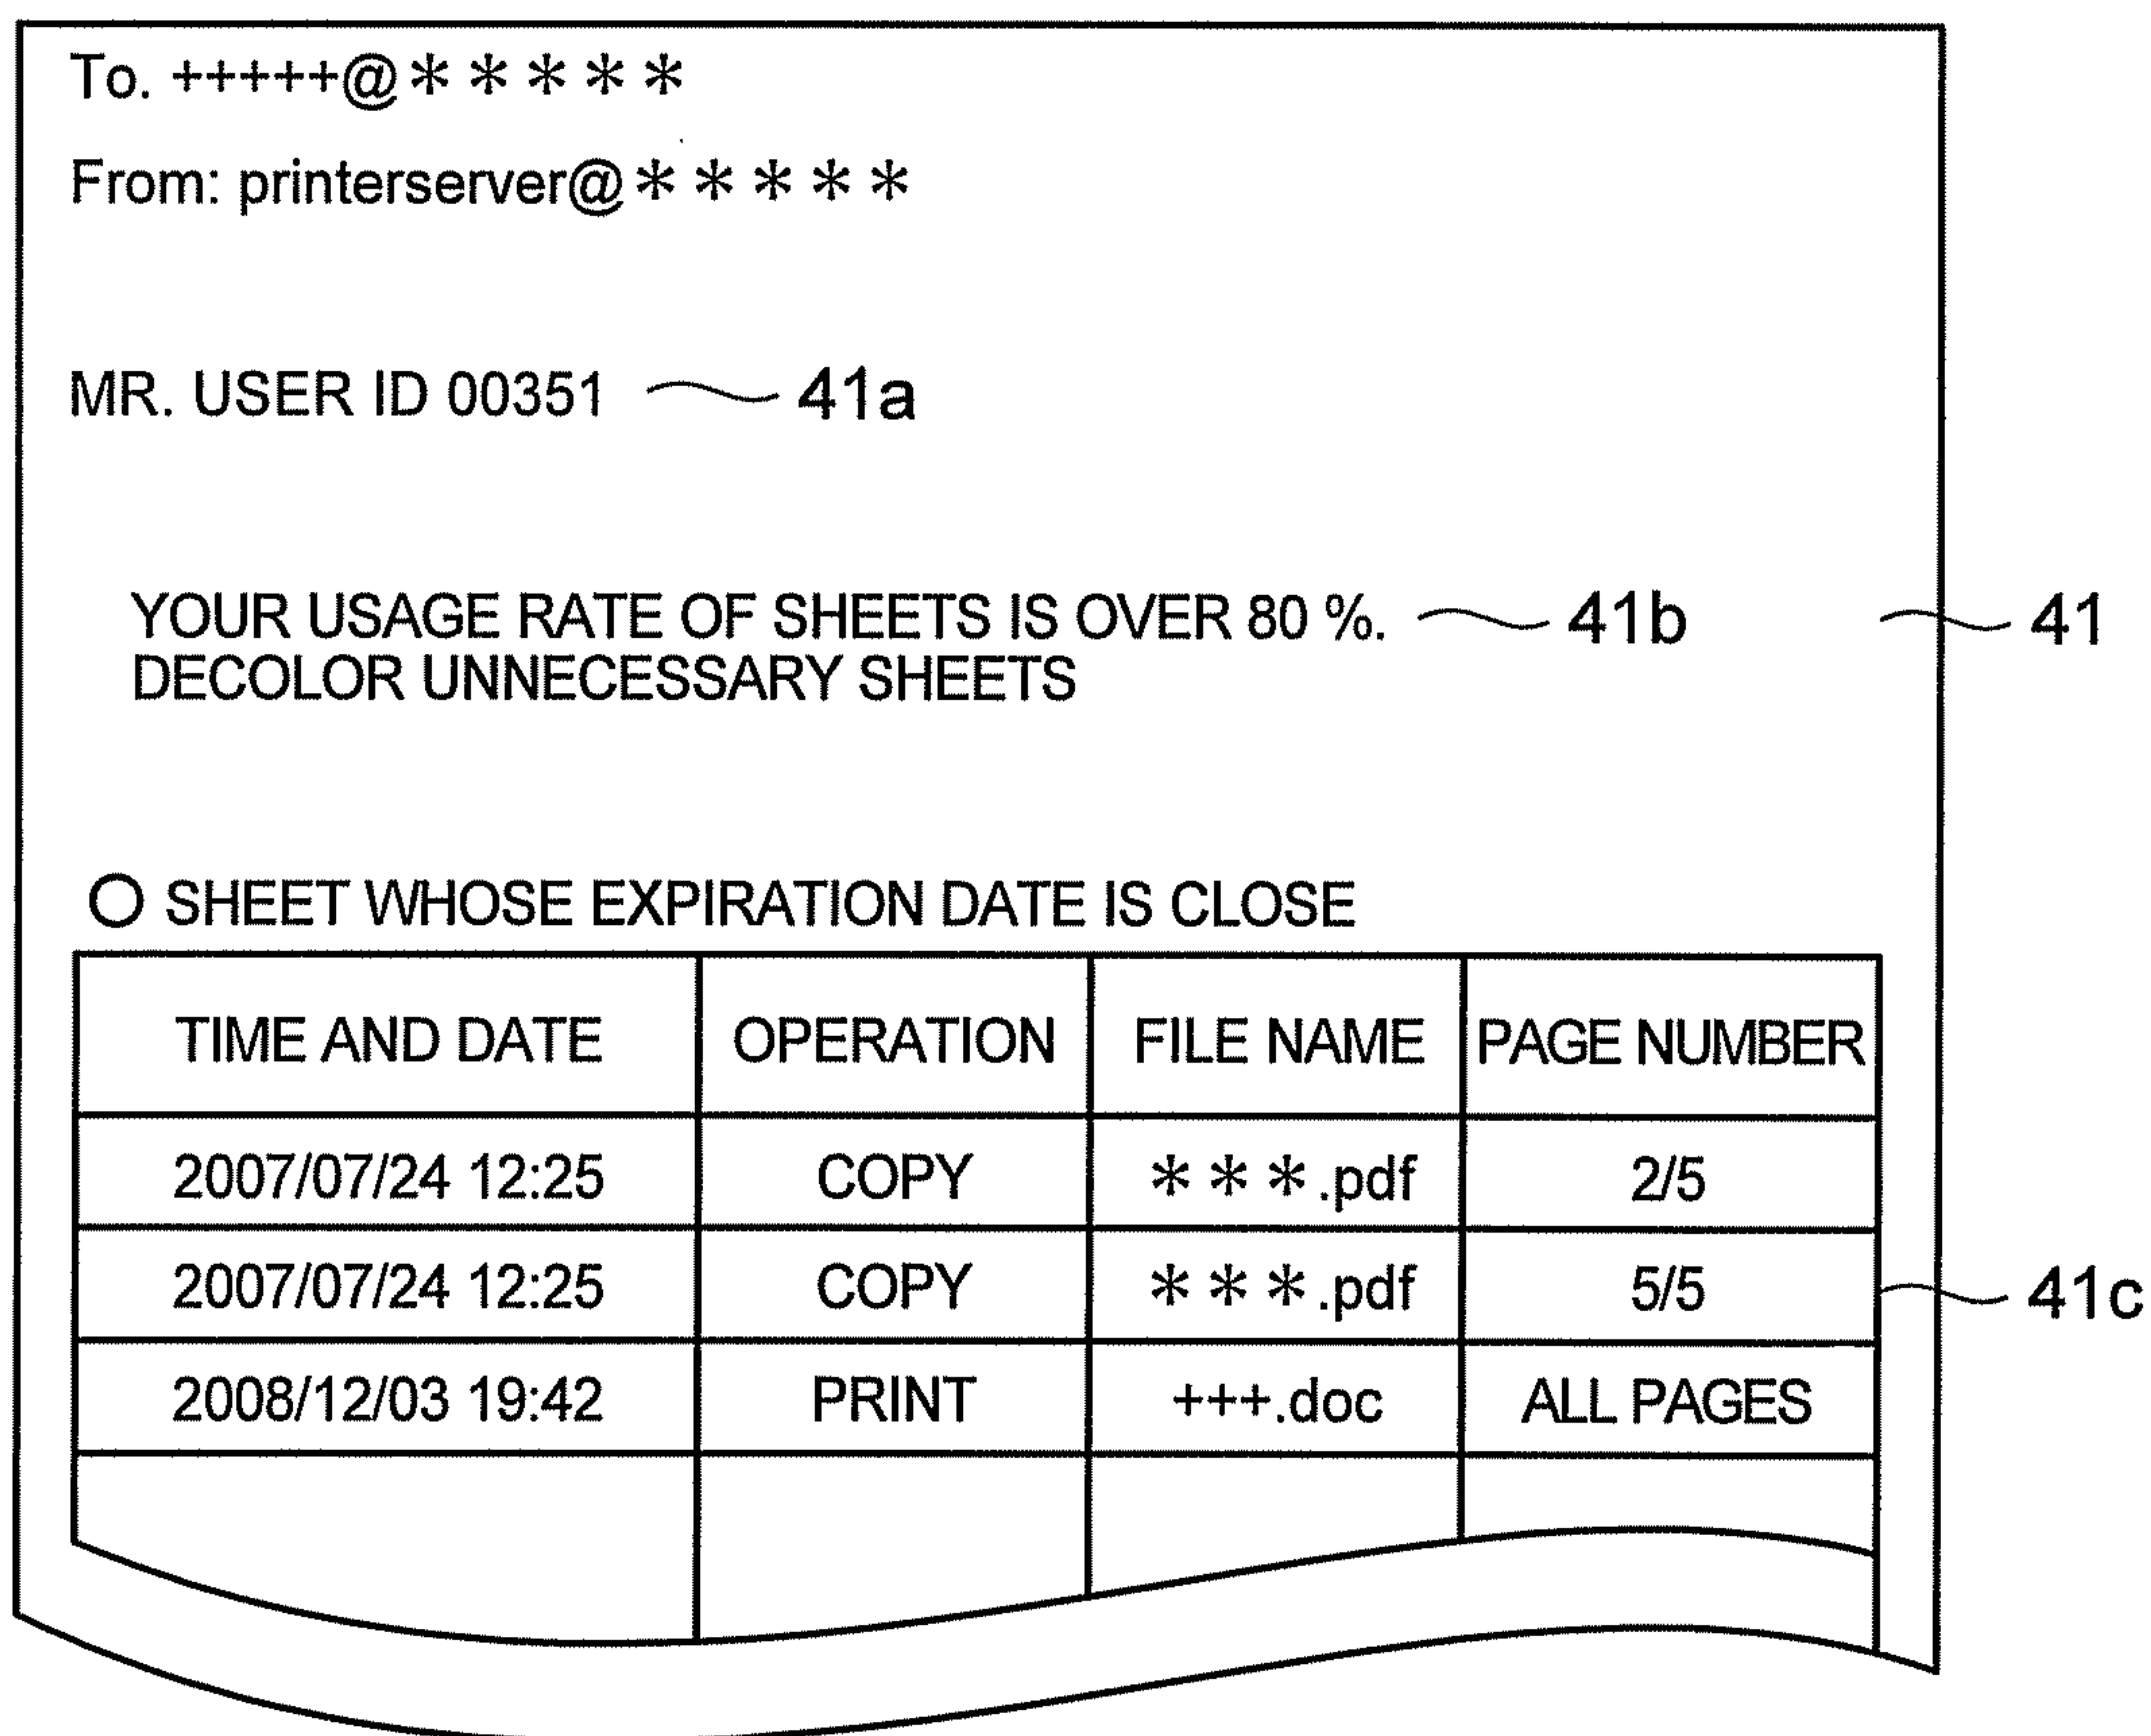 To. +++++@*****
From: printerserver@*****
MR. USER ID 00351 41a
YOUR USAGE RATE OF SHEETS IS OVER 80 %. 41b 41
DECOLOR UNNECESSARY SHEETS
○ SHEET WHOSE EXPIRATION DATE IS CLOSE
TIME AND DATE OPERATION FILE NAME PAGE NUMBER
2007/07/24 12:25 COPY ***.pdf 2/5
2007/07/24 12:25 COPY ***.pdf 5/5 41c
2008/12/03 19:42 PRINT +++.doc ALL PAGES